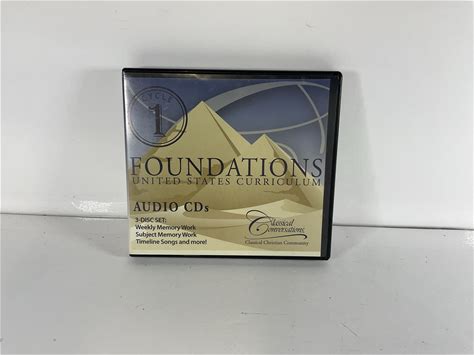 CYCLE
1
FOUNDATIONS
UNITED STATES CURRICULUM
AUDIO CDs
3-DISC SET:
Weekly Memory Work
Subject Memory Work
Timeline Songs and more!
Classical
Conversations
Classical Christian Community